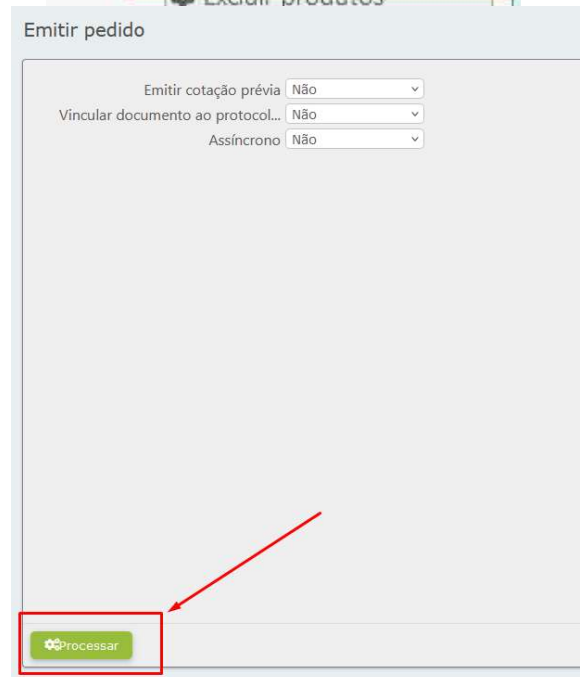 Excluir produtos
Emitir pedido
Emitir cotação prévia Não
Vincular documento ao protocol... Não
Assíncrono Não
Processar